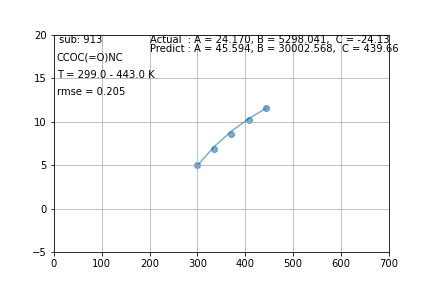 sub: 913
Actual : A = 24.170, B = 5298.041, C = -24.13
Predict : A = 45.594, B = 30002.568, C = 439.66
CCOC(=O)NC
T = 299.0 - 443.0 K
rmse = 0.205
20
15
10
5
0
−5
0 100 200 300 400 500 600 700